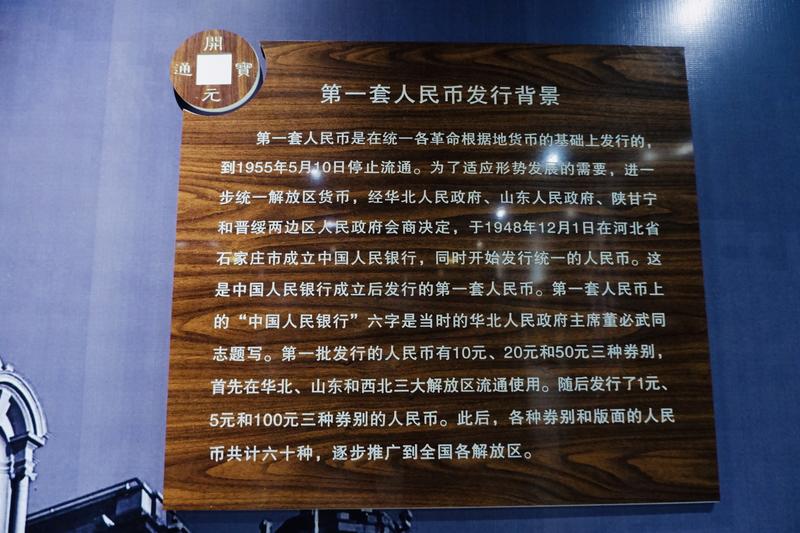 開
通 寶
元
第一套人民币发行背景
第一套人民币是在统一各革命根据地货币的基础上发行的，
到1955年5月10日停止流通。为了适应形势发展的需要，进一
步统一解放区货币，经华北人民政府、山东人民政府、陕甘宁
和晋绥两边区人民政府会商决定，于1948年12月1日在河北省
石家庄市成立中国人民银行，同时开始发行统一的人民币。这
是中国人民银行成立后发行的第一套人民币。第一套人民币上
的“中国人民银行”六字是当时的华北人民政府主席董必武同
志题写。第一批发行的人民币有10元、20元和50元三种券别，
首先在华北、山东和西北三大解放区流通使用。随后发行了1元、
5元和100元三种券别的人民币。此后，各种券别和版面的人民
币共计六十种，逐步推广到全国各解放区。